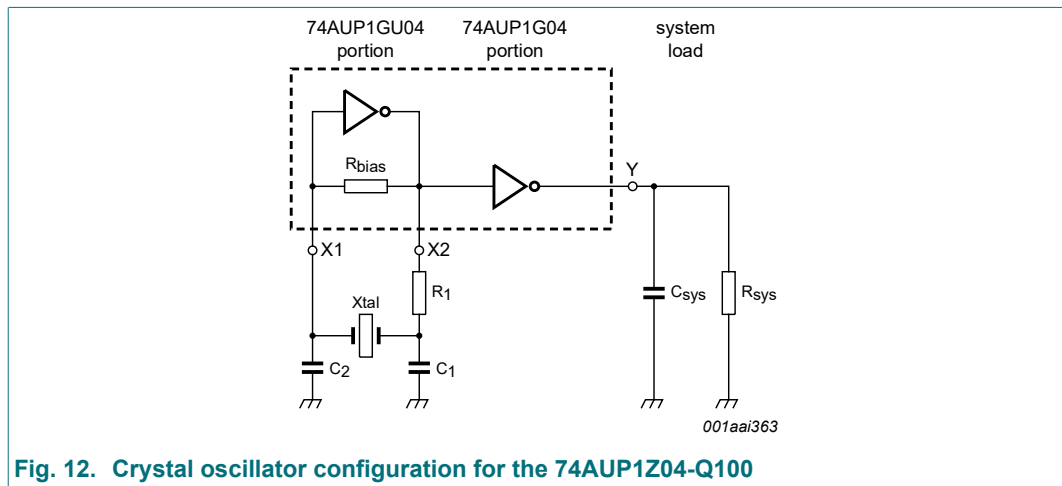 74AUP1GU04
portion
74AUP1G04
portion
system
load
Rbias
Y
X1
X2
R1
Xtal
Csys
Rsys
C2
C1
001aai363
Fig. 12. Crystal oscillator configuration for the 74AUP1Z04-Q100